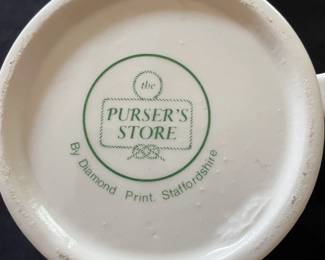 the
PURSER'S
STORE
By Diamond Print. Staffordshire